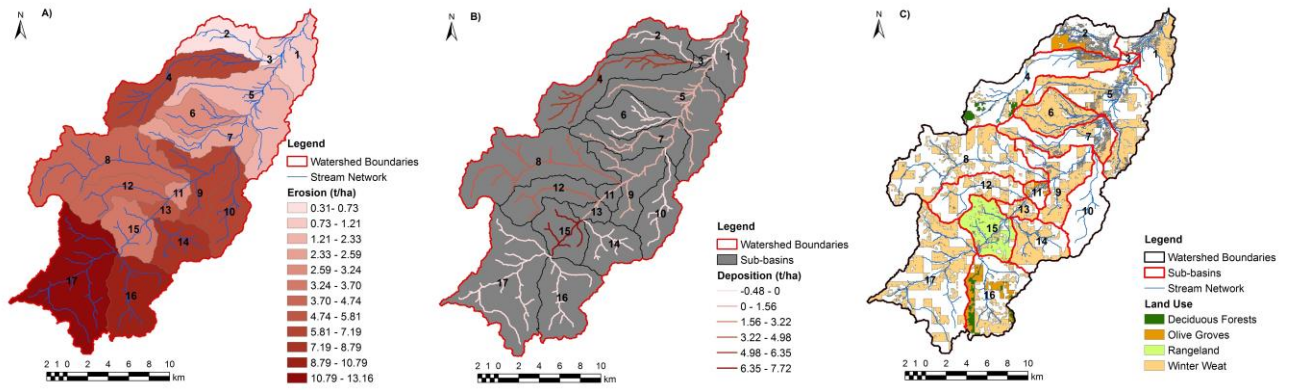 A)
N
2
1
3
4
5
6
7
8
9
10
11
12
13
14
15
16
17
Legend
Watershed Boundaries
Stream Network
Erosion (t/ha)
0.31- 0.73
0.73 - 1.21
1.21 - 2.33
2.33 - 2.59
2.59 - 3.24
3.24 - 3.70
3.70 - 4.74
4.74 - 5.81
5.81 - 7.19
7.19 - 8.79
8.79 - 10.79
10.79 - 13.16
2 1 0 2 4 6 8 10
km
B)
N
2
1
3
4
5
6
7
8
9
10
11
12
13
14
15
16
17
Legend
Watershed Boundaries
Sub-basins
Deposition (t/ha)
-0.48 - 0
0 - 1.56
1.56 - 3.22
3.22 - 4.98
4.98 - 6.35
6.35 - 7.72
2 1 0 2 4 6 8 10
km
C)
N
2
1
3
4
5
6
7
8
9
10
11
12
13
14
15
16
17
Legend
Watershed Boundaries
Sub-basins
Stream Network
Land Use
Deciduous Forests
Olive Groves
Rangeland
Winter Weat
2 1 0 2 4 6 8 10
km